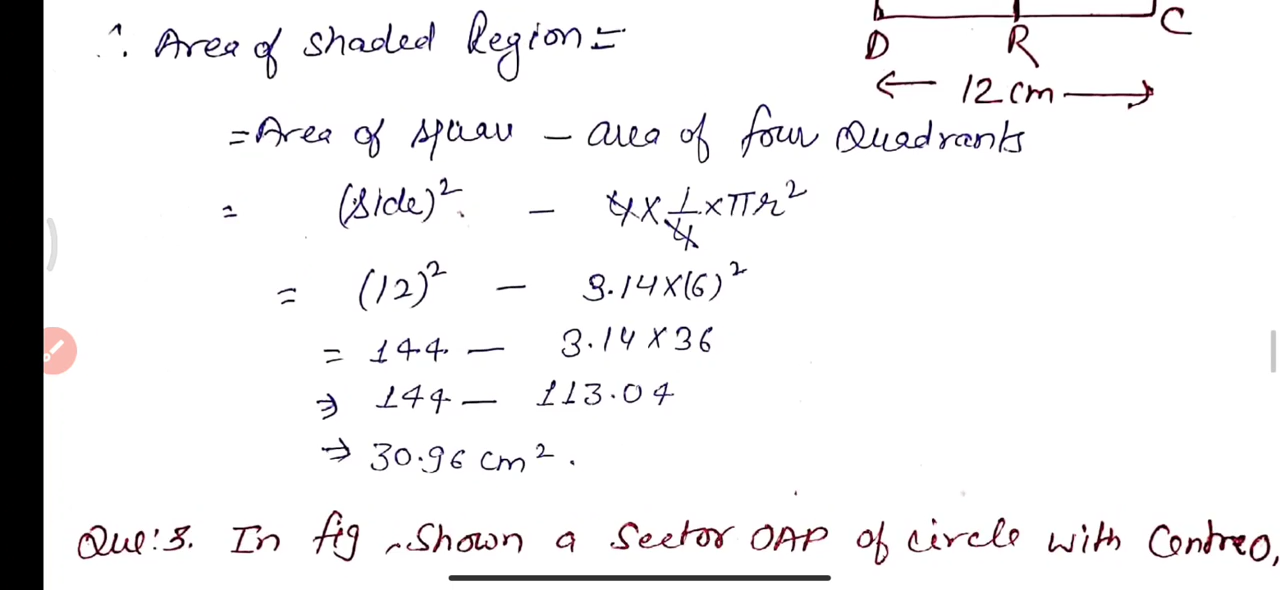 ∴ Area of Shaded Region =
D R C
← 12 cm →
= Area of squau – area of four Quadrants
= (Side)². – 4 × 1/4 × πr²
= (12)² – 3.14×(6)²
= 144 – 3.14 × 36
⇒ 144 – 113.04
⇒ 30.96 cm².
Que:3. In fig, Shown a Sector OAP of circle with Centre O,